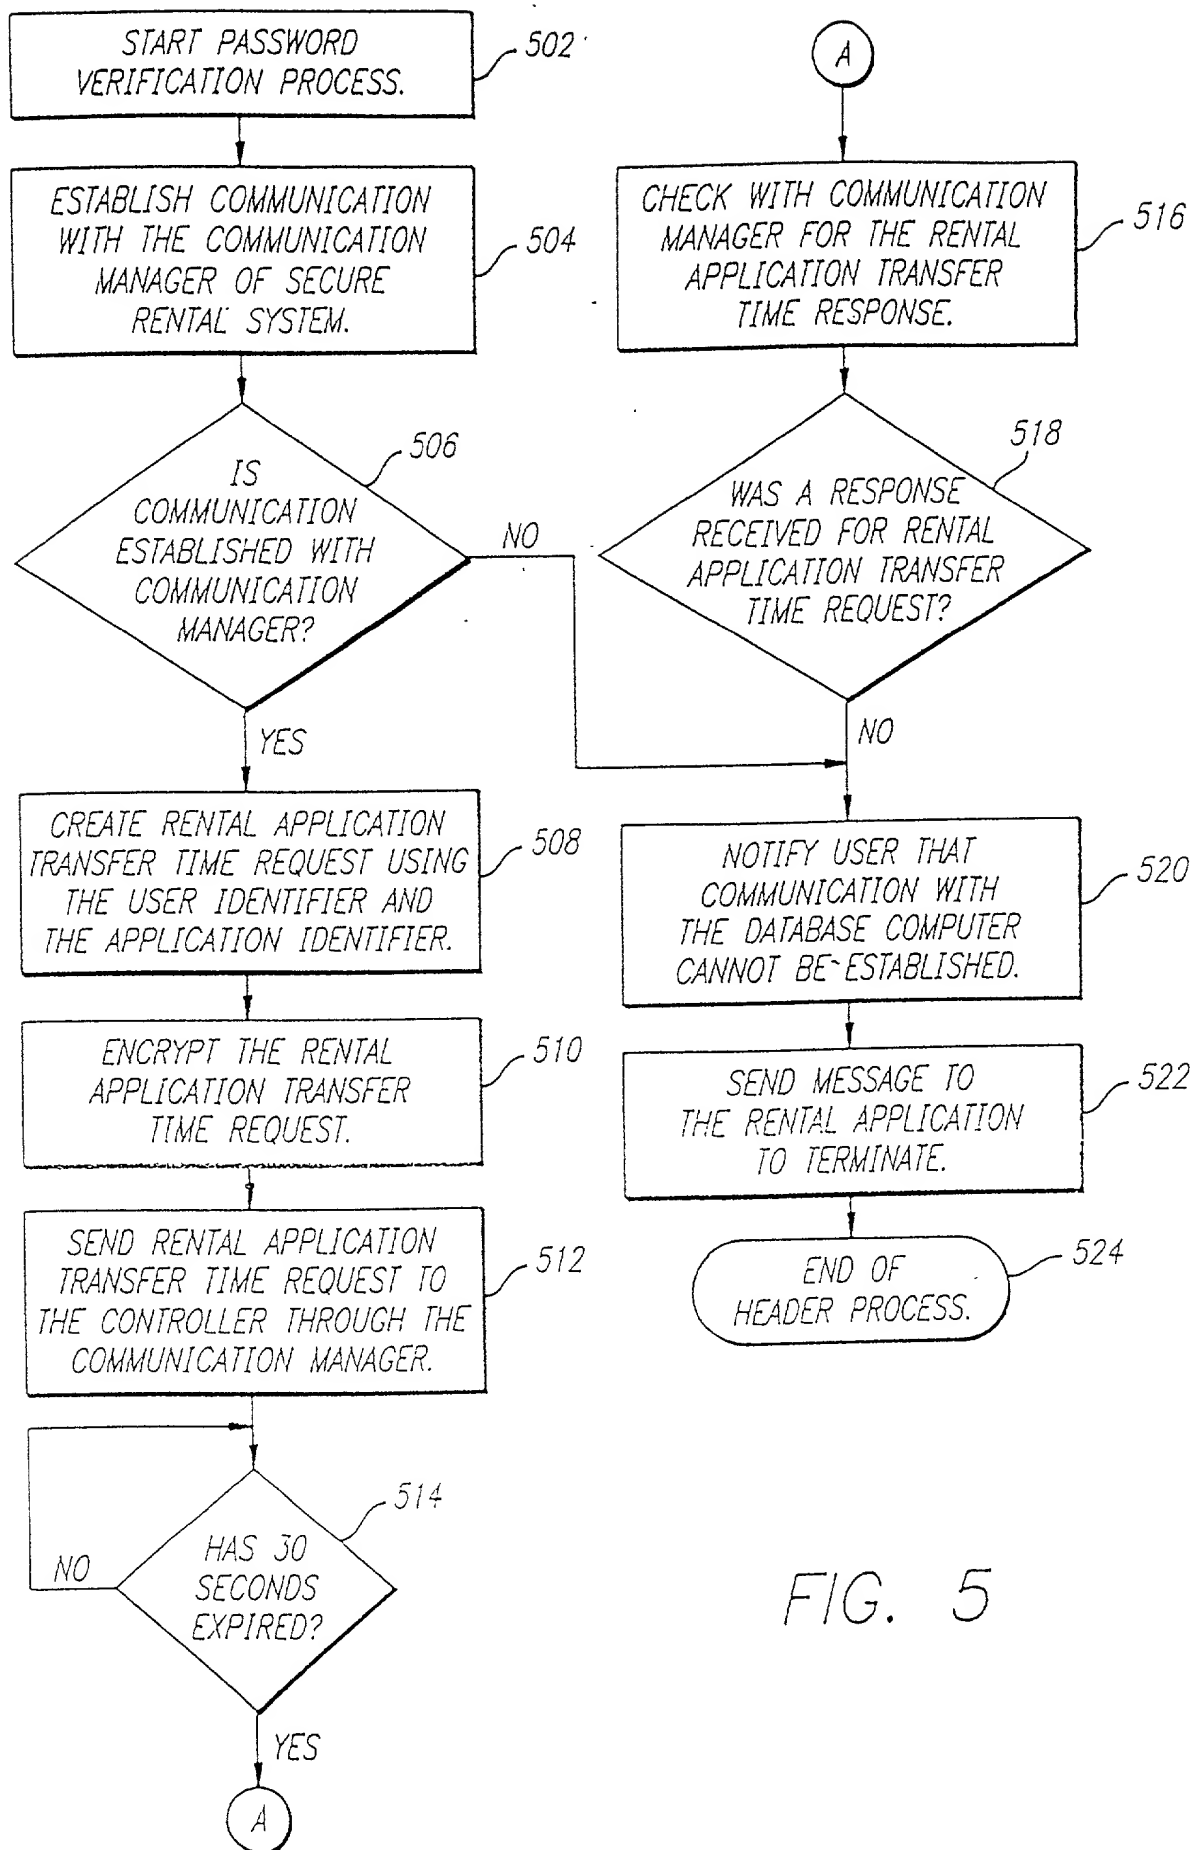 START PASSWORD
VERIFICATION PROCESS.
502
ESTABLISH COMMUNICATION
WITH THE COMMUNICATION
MANAGER OF SECURE
RENTAL SYSTEM.
504
IS
COMMUNICATION
ESTABLISHED WITH
COMMUNICATION
MANAGER?
506
NO
YES
CREATE RENTAL APPLICATION
TRANSFER TIME REQUEST USING
THE USER IDENTIFIER AND
THE APPLICATION IDENTIFIER.
508
ENCRYPT THE RENTAL
APPLICATION TRANSFER
TIME REQUEST.
510
SEND RENTAL APPLICATION
TRANSFER TIME REQUEST TO
THE CONTROLLER THROUGH THE
COMMUNICATION MANAGER.
512
HAS 30
SECONDS
EXPIRED?
514
NO
YES
A
A
CHECK WITH COMMUNICATION
MANAGER FOR THE RENTAL
APPLICATION TRANSFER
TIME RESPONSE.
516
WAS A RESPONSE
RECEIVED FOR RENTAL
APPLICATION TRANSFER
TIME REQUEST?
518
NO
NOTIFY USER THAT
COMMUNICATION WITH
THE DATABASE COMPUTER
CANNOT BE ESTABLISHED.
520
SEND MESSAGE TO
THE RENTAL APPLICATION
TO TERMINATE.
522
END OF
HEADER PROCESS.
524
FIG. 5